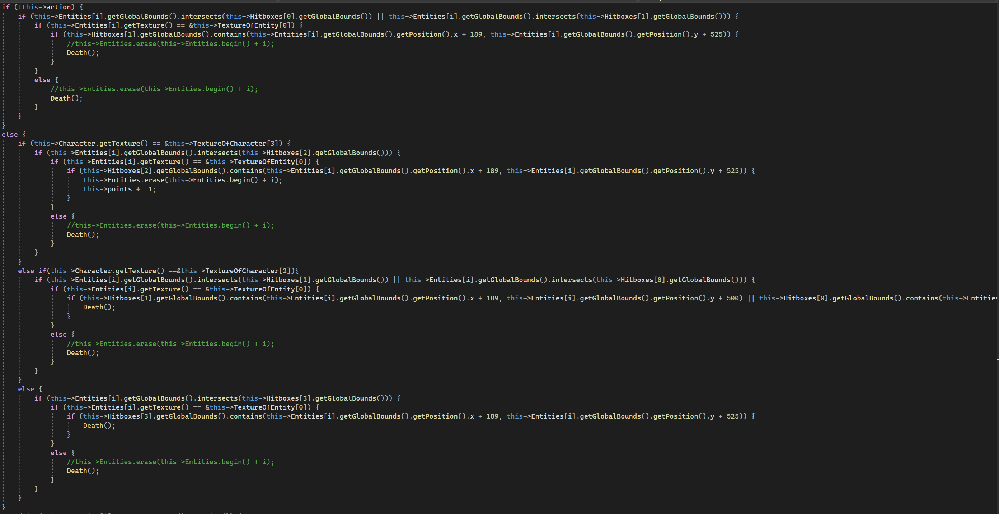 if (!this->action) {
    if (this->Entities[i].getGlobalBounds().intersects(this->Hitboxes[0].getGlobalBounds()) || this->Entities[i].getGlobalBounds().intersects(this->Hitboxes[1].getGlobalBounds())) {
        if (this->Entities[i].getTexture() == &this->TextureOfEntity[0]) {
            if (this->Hitboxes[1].getGlobalBounds().contains(this->Entities[i].getGlobalBounds().getPosition().x + 189, this->Entities[i].getGlobalBounds().getPosition().y + 525)) {
                //this->Entities.erase(this->Entities.begin() + i);
                Death();
            }
        }
        else {
            //this->Entities.erase(this->Entities.begin() + i);
            Death();
        }
    }
}
else {
    if (this->Character.getTexture() == &this->TextureOfCharacter[3]) {
        if (this->Entities[i].getGlobalBounds().intersects(this->Hitboxes[2].getGlobalBounds())) {
            if (this->Entities[i].getTexture() == &this->TextureOfEntity[0]) {
                if (this->Hitboxes[2].getGlobalBounds().contains(this->Entities[i].getGlobalBounds().getPosition().x + 189, this->Entities[i].getGlobalBounds().getPosition().y + 525)) {
                    this->Entities.erase(this->Entities.begin() + i);
                    this->points += 1;
                }
            }
            else {
                //this->Entities.erase(this->Entities.begin() + i);
                Death();
            }
        }
    }
    else if(this->Character.getTexture() ==&this->TextureOfCharacter[2]){
        if (this->Entities[i].getGlobalBounds().intersects(this->Hitboxes[1].getGlobalBounds()) || this->Entities[i].getGlobalBounds().intersects(this->Hitboxes[0].getGlobalBounds())) {
            if (this->Entities[i].getTexture() == &this->TextureOfEntity[0]) {
                if (this->Hitboxes[1].getGlobalBounds().contains(this->Entities[i].getGlobalBounds().getPosition().x + 189, this->Entities[i].getGlobalBounds().getPosition().y + 500) || this->Hitboxes[0].getGlobalBounds().contains(this->Entities
                    Death();
                }
            }
            else {
                //this->Entities.erase(this->Entities.begin() + i);
                Death();
            }
        }
    }
    else {
        if (this->Entities[i].getGlobalBounds().intersects(this->Hitboxes[3].getGlobalBounds())) {
            if (this->Entities[i].getTexture() == &this->TextureOfEntity[0]) {
                if (this->Hitboxes[3].getGlobalBounds().contains(this->Entities[i].getGlobalBounds().getPosition().x + 189, this->Entities[i].getGlobalBounds().getPosition().y + 525)) {
                    Death();
                }
            }
            else {
                //this->Entities.erase(this->Entities.begin() + i);
                Death();
            }
        }
    }
}